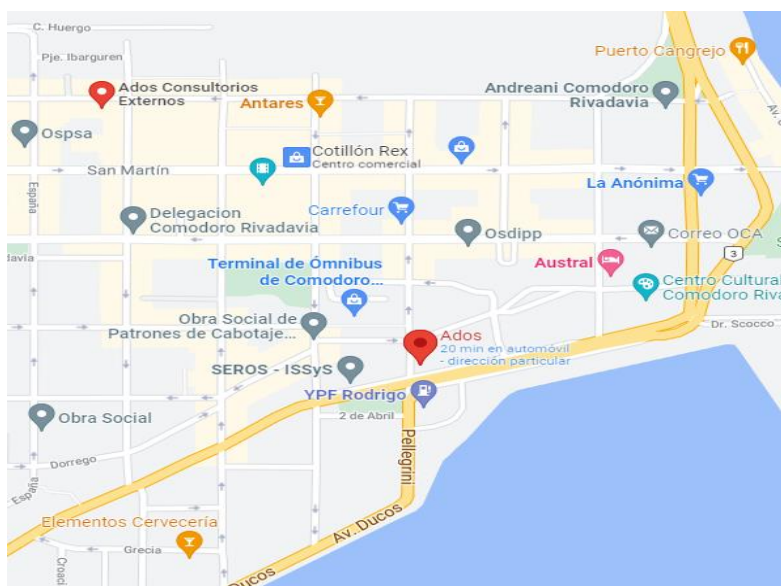 C. Huergo
Pje. Ibarguren
Puerto Cangrejo
Ados Consultorios
Externos
Antares
Andreani Comodoro
Rivadavia
Av.
Ospsa
Cotillón Rex
Centro comercial
San Martín
La Anónima
España
Carrefour
Delegacion
Comodoro Rivadavia
Osdipp
Correo OCA
davia
3
Terminal de Ómnibus
de Comodoro...
Austral
Centro Cultural
Comodoro Riva
Obra Social de
Patrones de Cabotaje...
Dr. Scocco
Ados
20 min en automóvil
- dirección particular
SEROS - ISSyS
YPF Rodrigo
2 de Abril
Obra Social
Pellegrini
Dorrego
España
Av. Ducos
Elementos Cervecería
Grecia
Croaci
Ducos